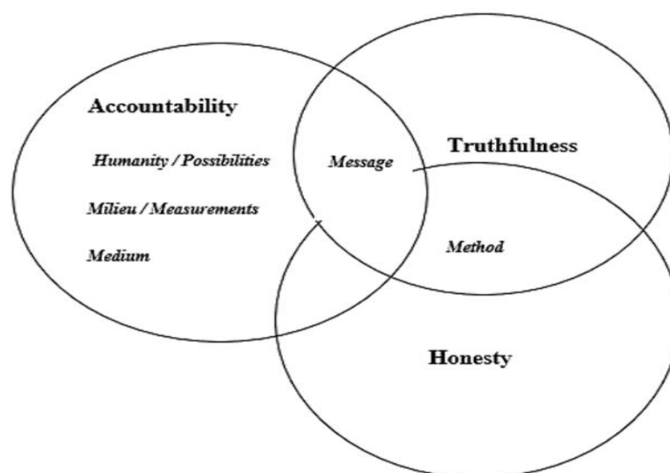 Accountability
Humanity / Possibilities
Message
Truthfulness
Milieu / Measurements
Medium
Method
Honesty